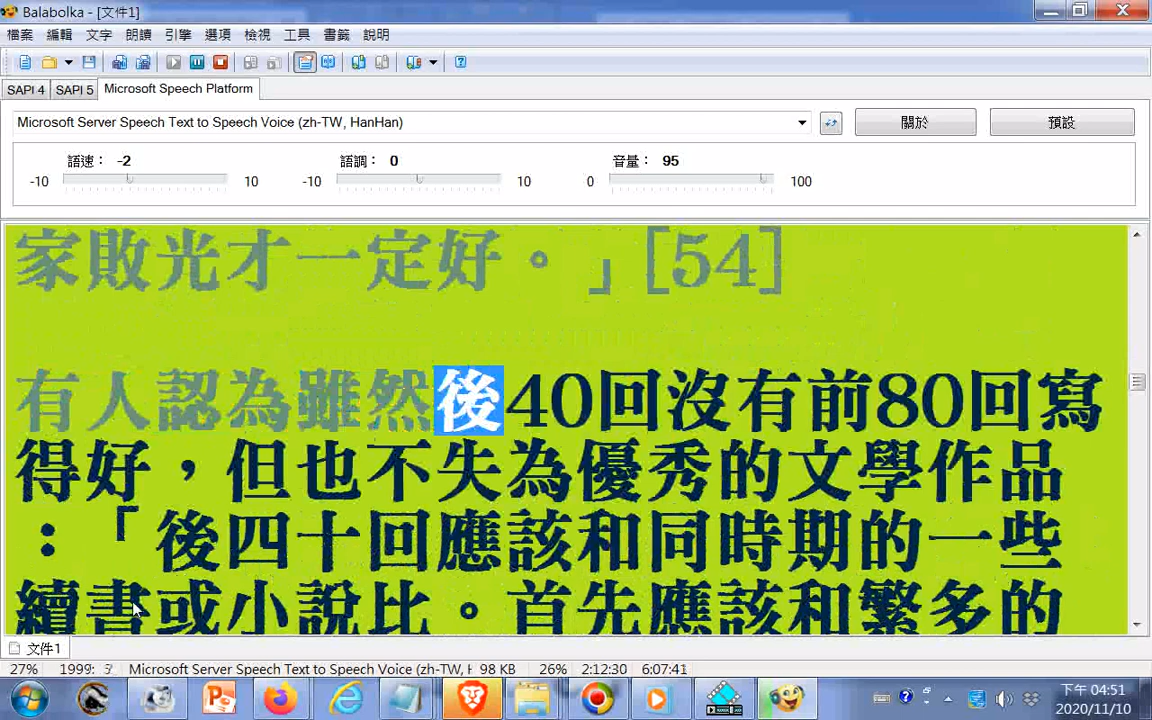 Balabolka - [文件1]
檔案 編輯 文字 朗讀 引擎 選項 檢視 工具 書籤 說明
SAPI 4 SAPI 5 Microsoft Speech Platform
Microsoft Server Speech Text to Speech Voice (zh-TW, HanHan) 關於 預設
語速： -2 語調： 0 音量： 95
-10 10 -10 10 0 100
家敗光才一定好。」[54]
有人認為雖然後40回沒有前80回寫
得好，但也不失為優秀的文學作品
：「後四十回應該和同時期的一些
續書或小說比。首先應該和繁多的
文件1
27% 1999: Microsoft Server Speech Text to Speech Voice (zh-TW, H 98 KB 26% 2:12:30 6:07:41
下午 04:51
2020/11/10